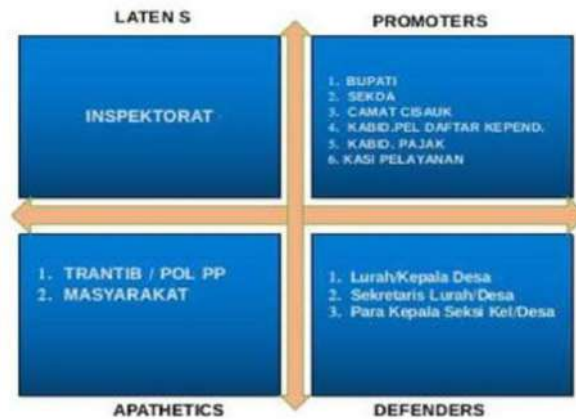 LATEN S
PROMOTERS
INSPEKTORAT
1. BUPATI
2. SEKDA
3. CAMAT CISAUK
4. KABID.PEL DAFTAR KEPEND.
5. KABID. PAJAK
6. KASI PELAYANAN
1. TRANTIB / POL PP
2. MASYARAKAT
1. Lurah/Kepala Desa
2. Sekretaris Lurah/Desa
3. Para Kepala Seksi Kel/Desa
APATHETICS
DEFENDERS